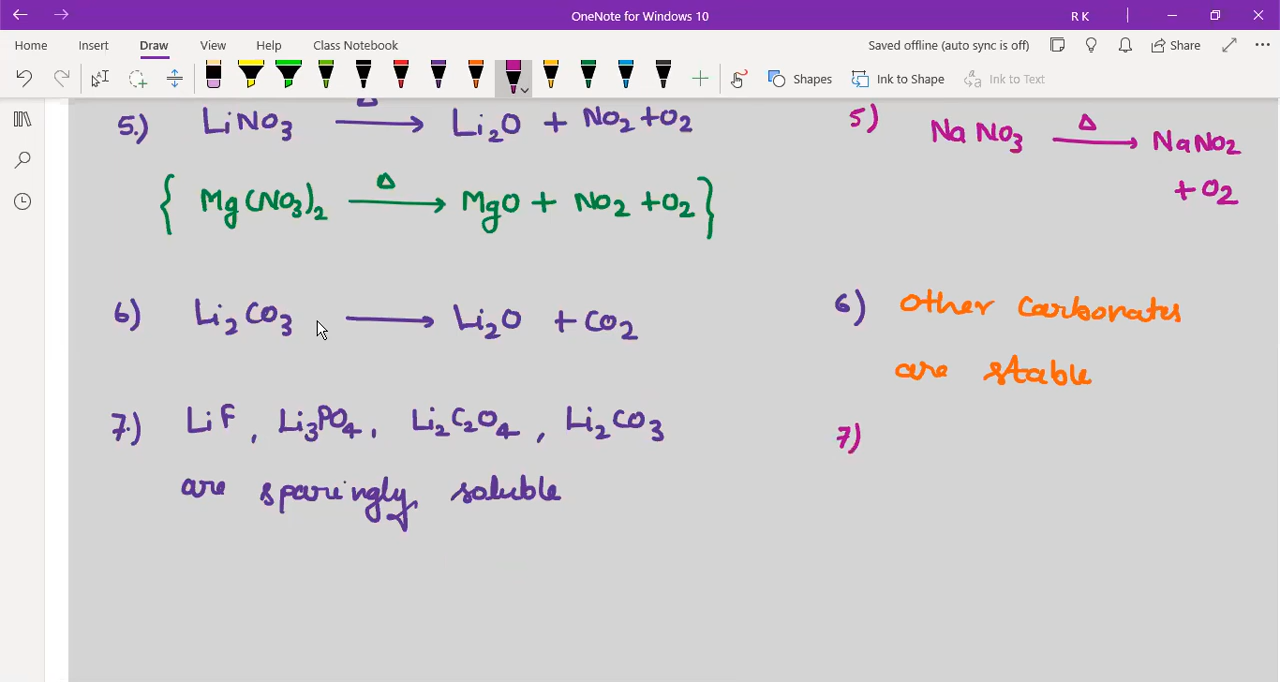 OneNote for Windows 10
R K
Home Insert Draw View Help Class Notebook
Saved offline (auto sync is off)
Share
Shapes
Ink to Shape
Ink to Text
5.) LiNO3 —Δ→ Li2O + NO2 + O2
{ Mg(NO3)2 —Δ→ MgO + NO2 + O2 }
6) Li2CO3 → Li2O + CO2
7.) LiF, Li3PO4, Li2C2O4, Li2CO3
are sparingly soluble
5) NaNO3 —Δ→ NaNO2
+ O2
6) Other Carbonates
are stable
7)